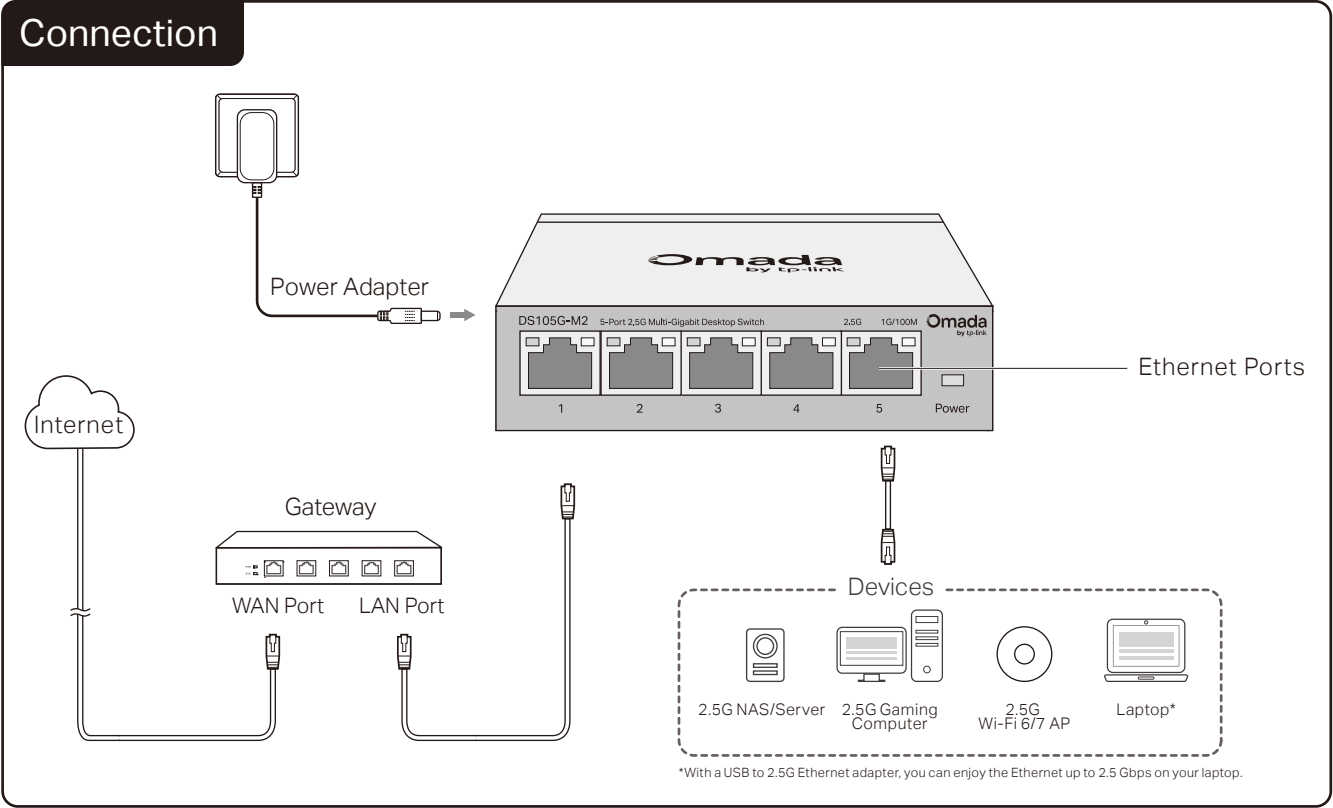 Connection
Omada
by tp-link
Power Adapter
DS105G-M2 5-Port 2,5G Multi-Gigabit Desktop Switch 2.5G 1G/100M Omada
by tp-link
Ethernet Ports
1 2 3 4 5 Power
Internet
Gateway
WAN Port LAN Port
Devices
2.5G NAS/Server
2.5G Gaming
Computer
2.5G
Wi-Fi 6/7 AP
Laptop*
*With a USB to 2.5G Ethernet adapter, you can enjoy the Ethernet up to 2.5 Gbps on your laptop.